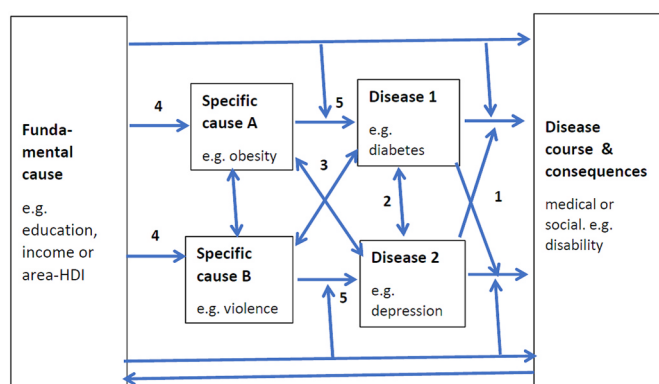 Funda-
mental
cause
e.g.
education,
income or
area-HDI
4
4
Specific
cause A
e.g. obesity
Specific
cause B
e.g. violence
5
3
2
5
Disease 1
e.g.
diabetes
Disease 2
e.g.
depression
1
Disease
course &
consequences
medical or
social. e.g.
disability